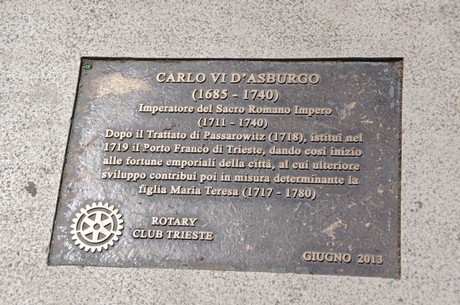 CARLO VI D'ASBURGO
(1685 - 1740)
Imperatore del Sacro Romano Impero
(1711 - 1740)
Dopo il Trattato di Passarowitz (1718), istituì nel
1719 il Porto Franco di Trieste, dando così inizio
alle fortune emporiali della città, al cui ulteriore
sviluppo contribuì poi in misura determinante la
figlia Maria Teresa (1717 - 1780)
ROTARY
CLUB TRIESTE
GIUGNO 2013